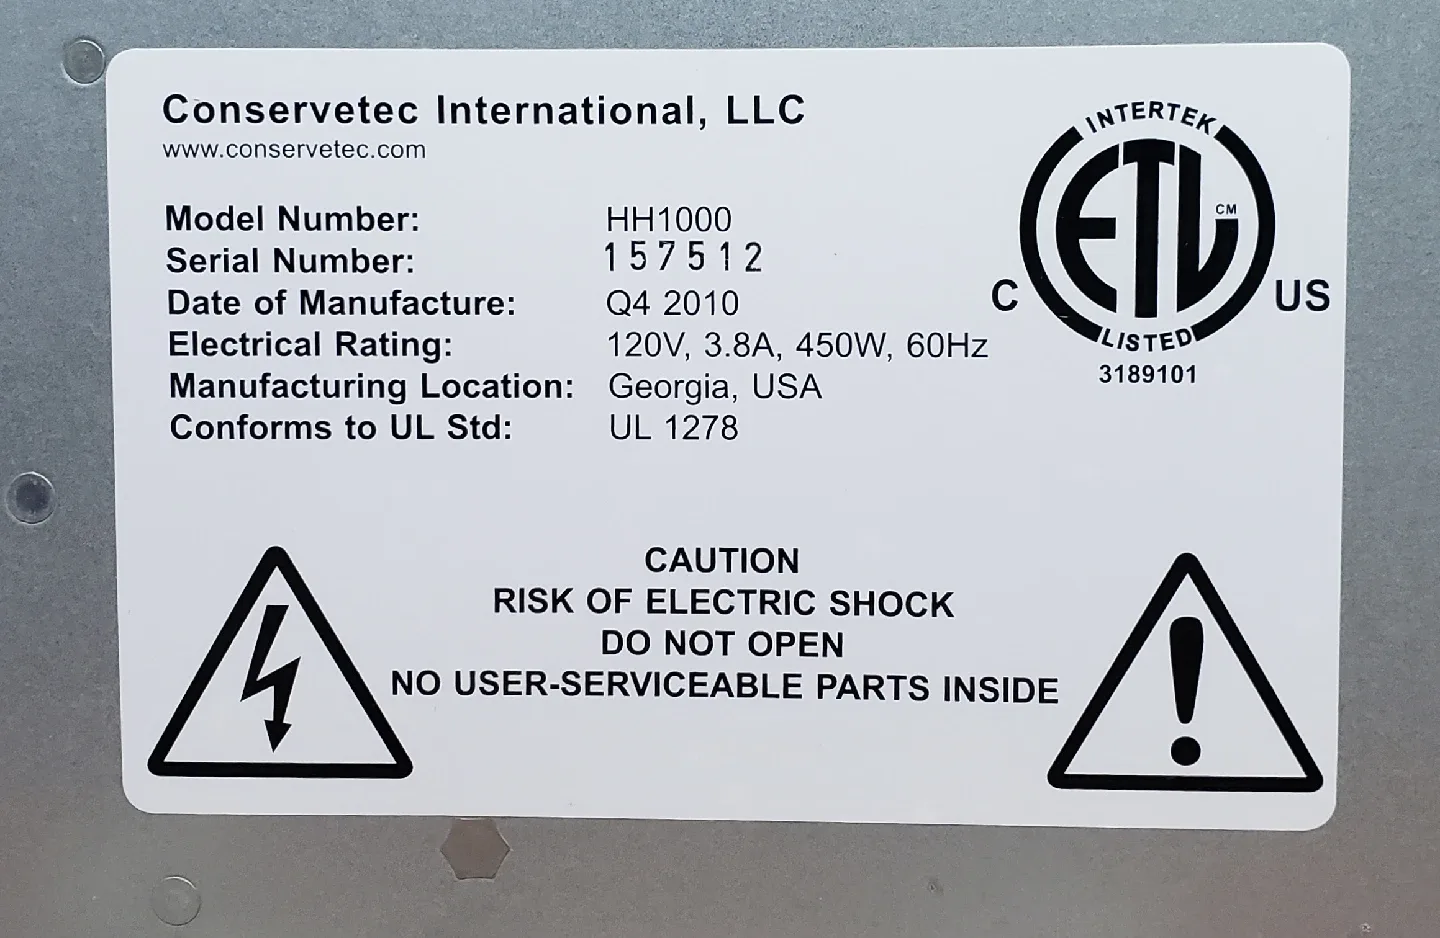 Conservetec International, LLC
www.conservetec.com
Model Number: HH1000
Serial Number: 157512
Date of Manufacture: Q4 2010
Electrical Rating: 120V, 3.8A, 450W, 60Hz
Manufacturing Location: Georgia, USA
Conforms to UL Std: UL 1278
INTERTEK
ETL CM
C US
LISTED
3189101
CAUTION
RISK OF ELECTRIC SHOCK
DO NOT OPEN
NO USER-SERVICEABLE PARTS INSIDE